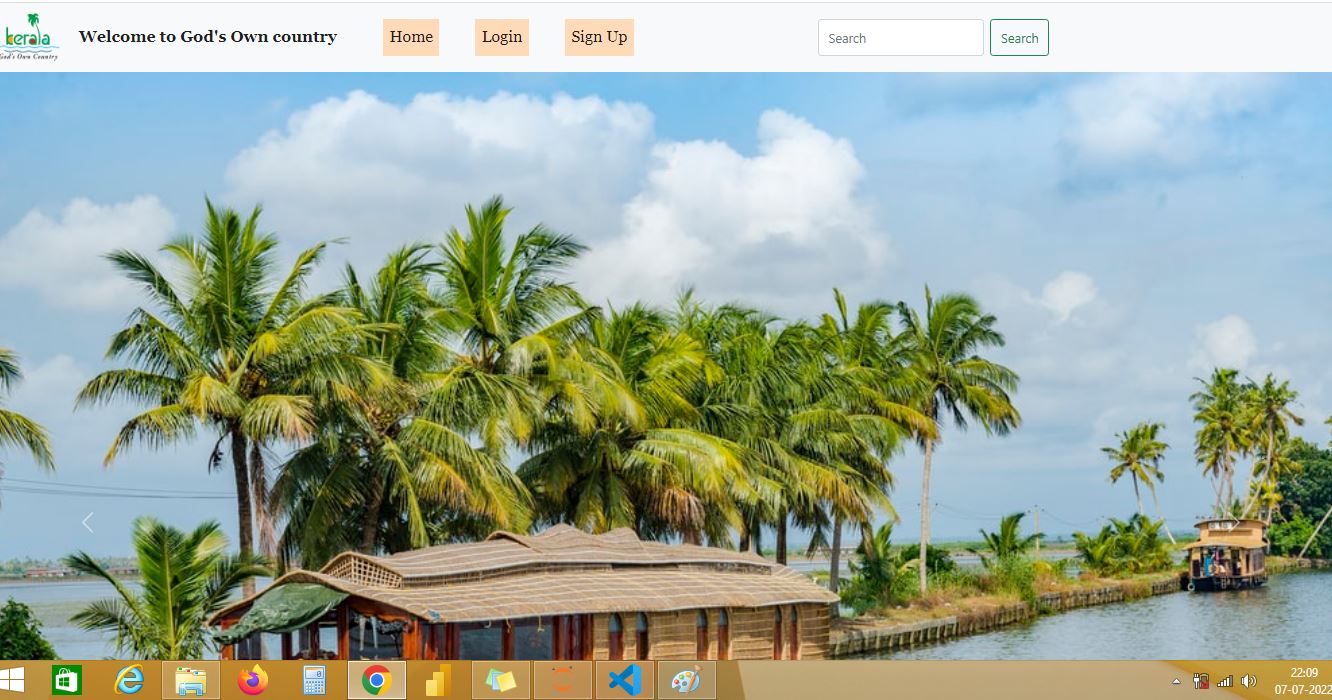 kerala
God's Own Country
Welcome to God's Own country
Home
Login
Sign Up
Search
Search
22:09
07-07-2022